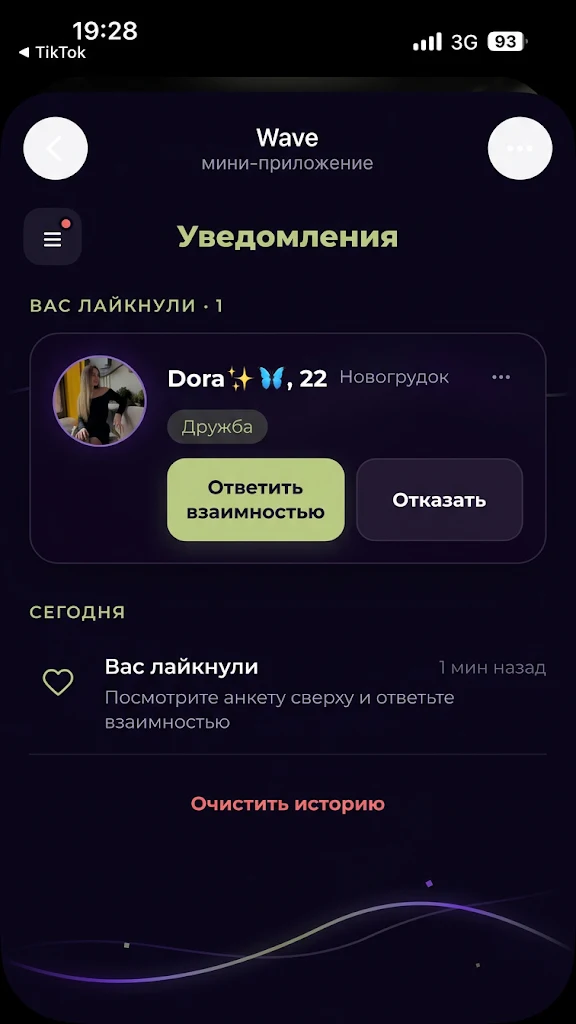 19:28
3G 93
◀ TikTok
Wave
мини-приложение
Уведомления
ВАС ЛАЙКНУЛИ · 1
Dora✨🦋, 22 Новогрудок
Дружба
Ответить
взаимностью
Отказать
СЕГОДНЯ
Вас лайкнули 1 мин назад
Посмотрите анкету сверху и ответьте
взаимностью
Очистить историю